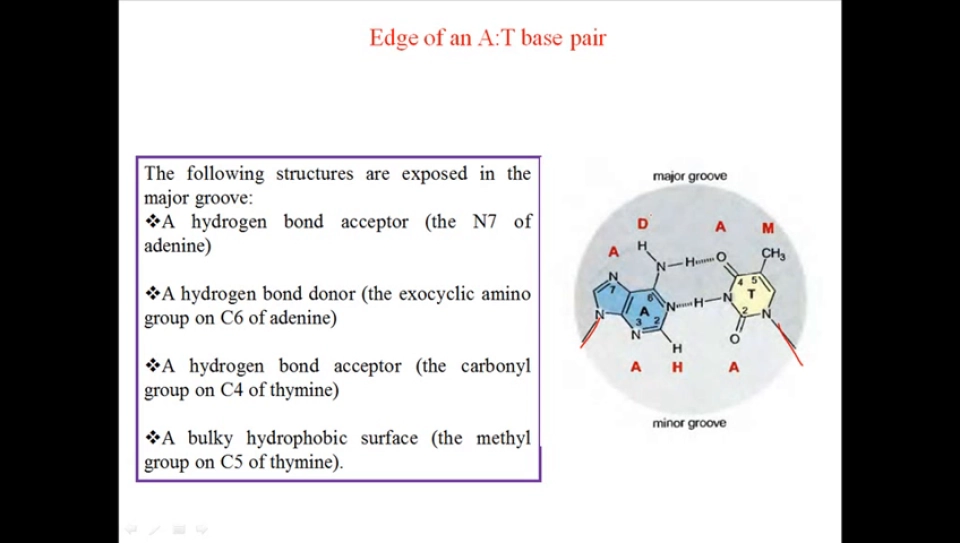 Edge of an A:T base pair
The following structures are exposed in the
major groove:
❖A hydrogen bond acceptor (the N7 of
adenine)
❖A hydrogen bond donor (the exocyclic amino
group on C6 of adenine)
❖A hydrogen bond acceptor (the carbonyl
group on C4 of thymine)
❖A bulky hydrophobic surface (the methyl
group on C5 of thymine).
major groove
D A M
A H CH₃
N H O
N 7 4 5
6 N H N T
N A 2 N
3 2
N O
H
A H A
minor groove